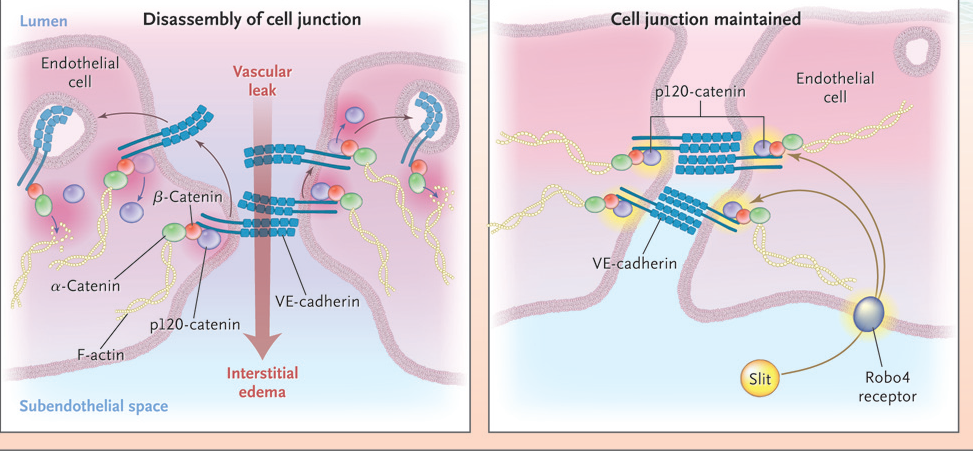 Lumen
Disassembly of cell junction
Endothelial
cell
Vascular
leak
β-Catenin
α-Catenin
VE-cadherin
p120-catenin
F-actin
Interstitial
edema
Subendothelial space
Cell junction maintained
p120-catenin
Endothelial
cell
VE-cadherin
Slit
Robo4
receptor